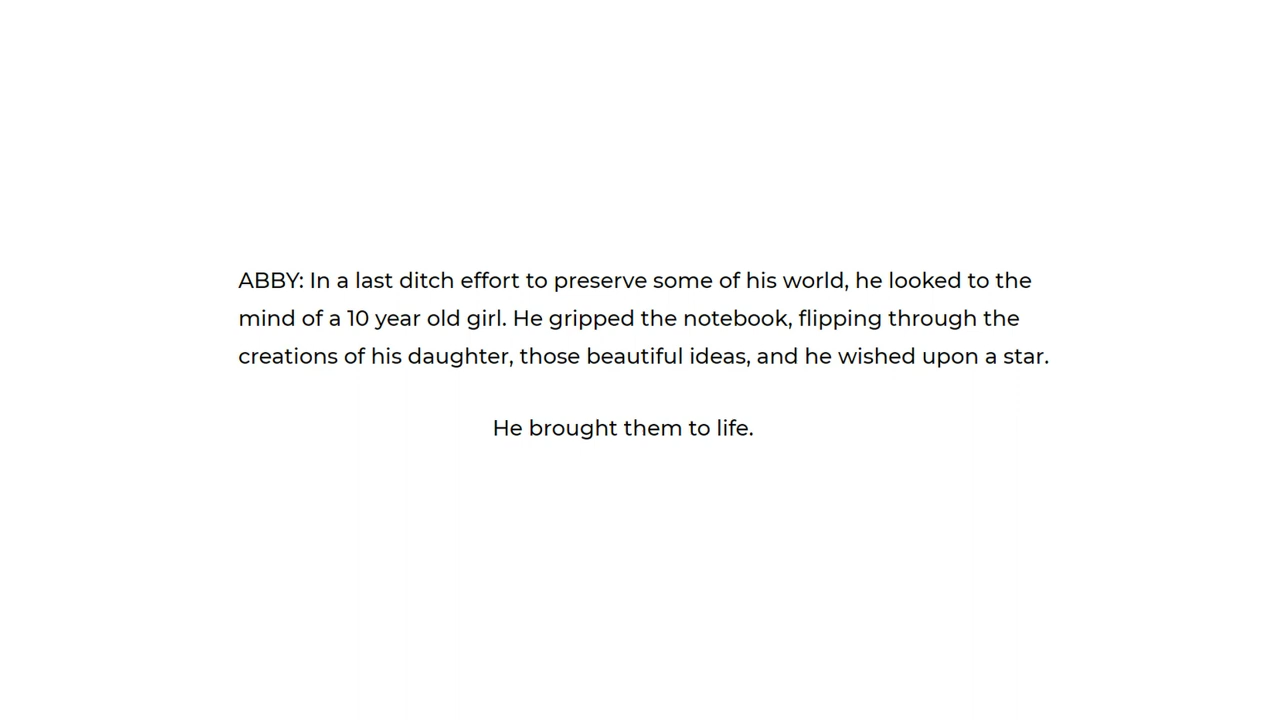 ABBY: In a last ditch effort to preserve some of his world, he looked to the
mind of a 10 year old girl. He gripped the notebook, flipping through the
creations of his daughter, those beautiful ideas, and he wished upon a star.
He brought them to life.